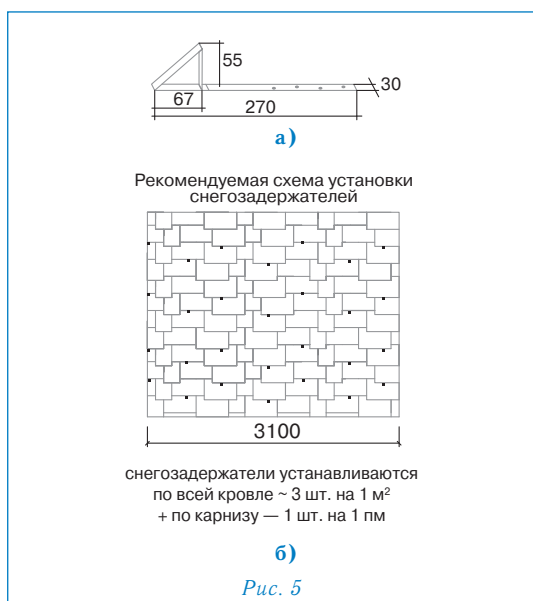 55
30
67
270
а)
Рекомендуемая схема установки
снегозадержателей
3100
снегозадержатели устанавливаются
по всей кровле ~ 3 шт. на 1 м²
+ по карнизу — 1 шт. на 1 пм
б)
Рис. 5